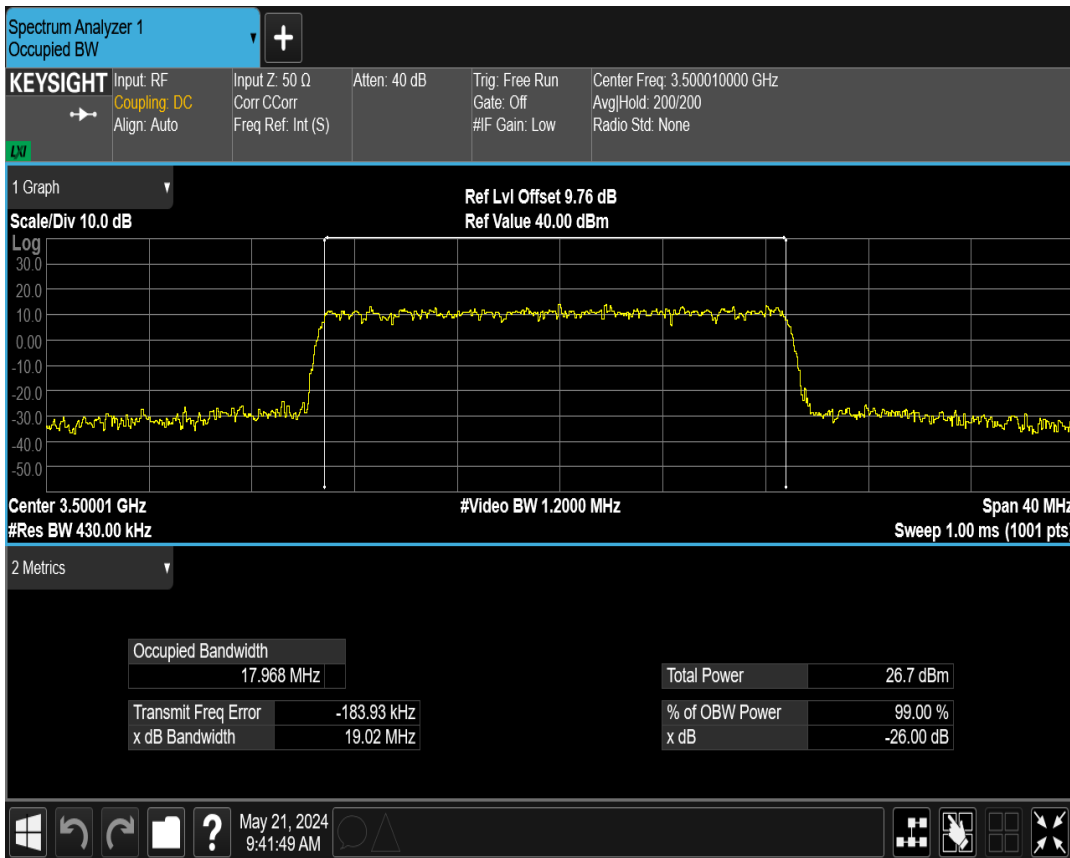 Spectrum Analyzer 1
Occupied BW
KEYSIGHT
Input: RF
Coupling: DC
Align: Auto
Input Z: 50 Ω
Corr CCorr
Freq Ref: Int (S)
Atten: 40 dB
Trig: Free Run
Gate: Off
#IF Gain: Low
Center Freq: 3.500010000 GHz
Avg|Hold: 200/200
Radio Std: None
LXI
1 Graph
Scale/Div 10.0 dB
Ref Lvl Offset 9.76 dB
Ref Value 40.00 dBm
Log
30.0
20.0
10.0
0.00
-10.0
-20.0
-30.0
-40.0
-50.0
Center 3.50001 GHz
#Res BW 430.00 kHz
#Video BW 1.2000 MHz
Span 40 MHz
Sweep 1.00 ms (1001 pts)
2 Metrics
Occupied Bandwidth
17.968 MHz
Transmit Freq Error -183.93 kHz
x dB Bandwidth 19.02 MHz
Total Power 26.7 dBm
% of OBW Power 99.00 %
x dB -26.00 dB
?
May 21, 2024
9:41:49 AM